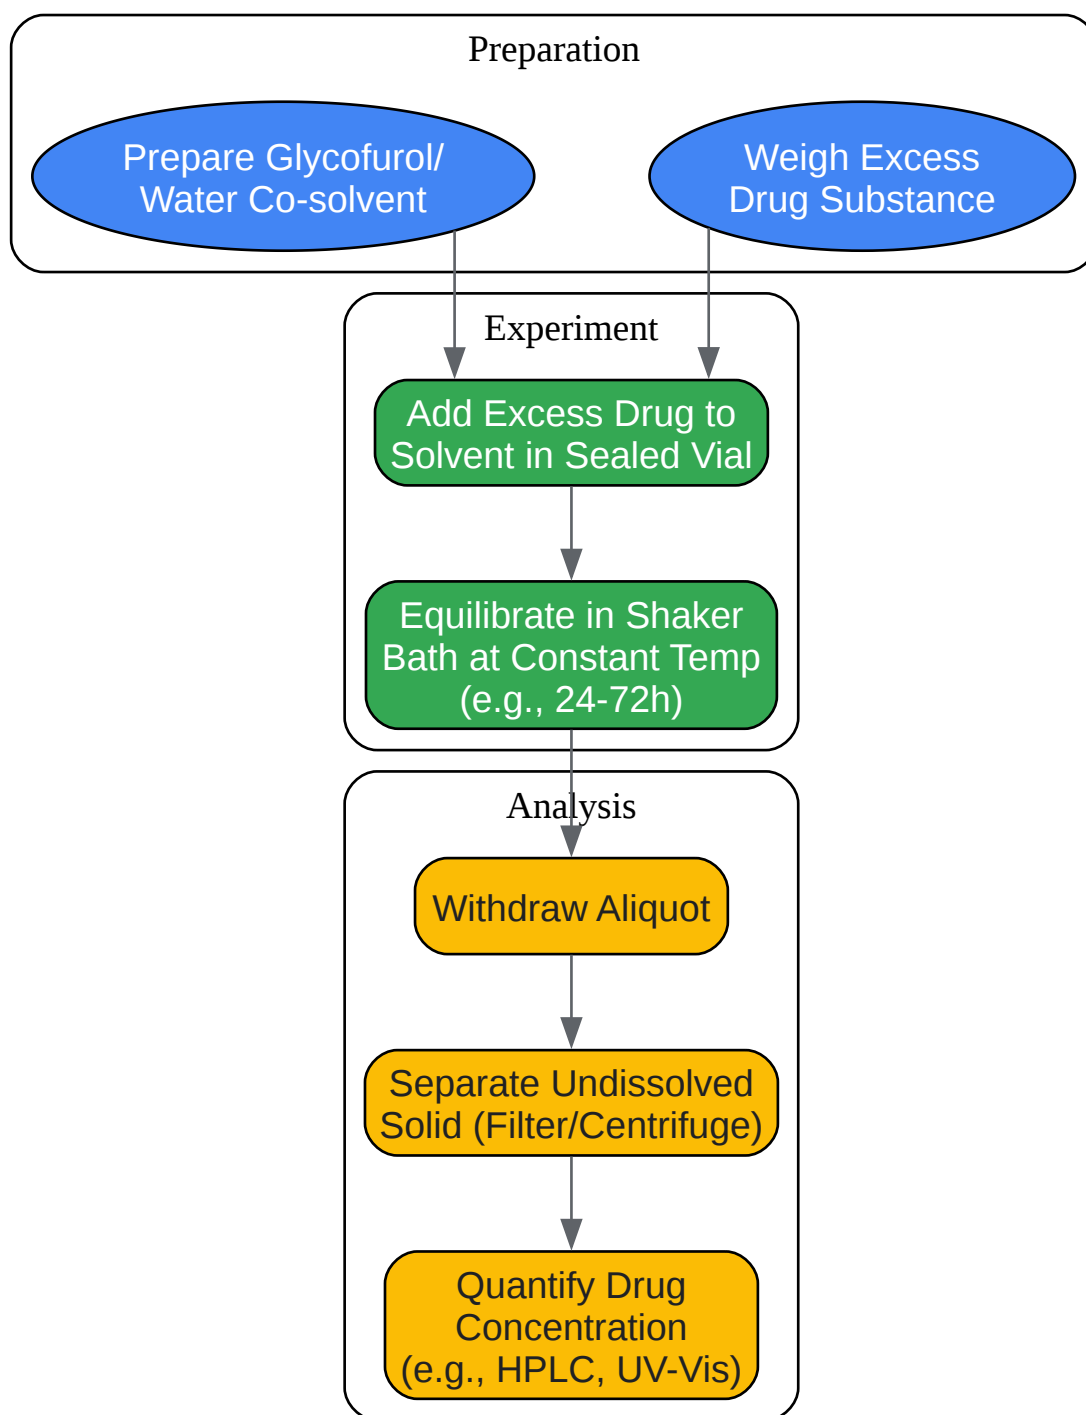 Preparation
Prepare Glycofurol/
Water Co-solvent
Weigh Excess
Drug Substance
Experiment
Add Excess Drug to
Solvent in Sealed Vial
Equilibrate in Shaker
Bath at Constant Temp
(e.g., 24-72h)
Analysis
Withdraw Aliquot
Separate Undissolved
Solid (Filter/Centrifuge)
Quantify Drug
Concentration
(e.g., HPLC, UV-Vis)